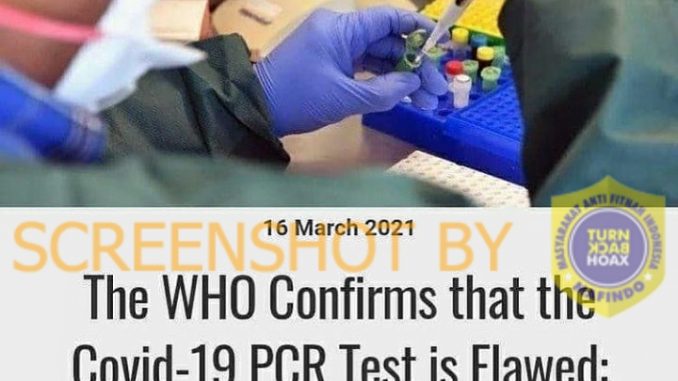 16 March 2021
SCREENSHOT BY
MASYARAKAT ANTI FITNAH INDONESIA
TURN
BACK
HOAX
MAFINDO
The WHO Confirms that the
Covid-19 PCR Test is Flawed: